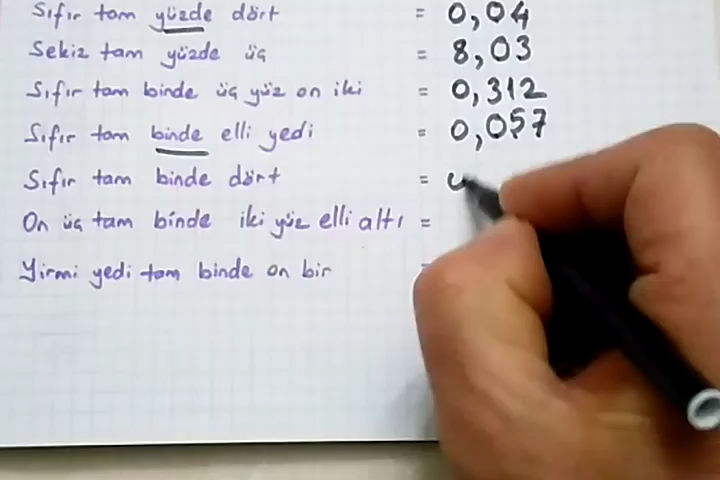 Sıfır tam yüzde dört = 0,04
Sekiz tam yüzde üç = 8,03
Sıfır tam binde üç yüz on iki = 0,312
Sıfır tam binde elli yedi = 0,057
Sıfır tam binde dört =
On üç tam binde iki yüz elli altı =
Yirmi yedi tam binde on bir =